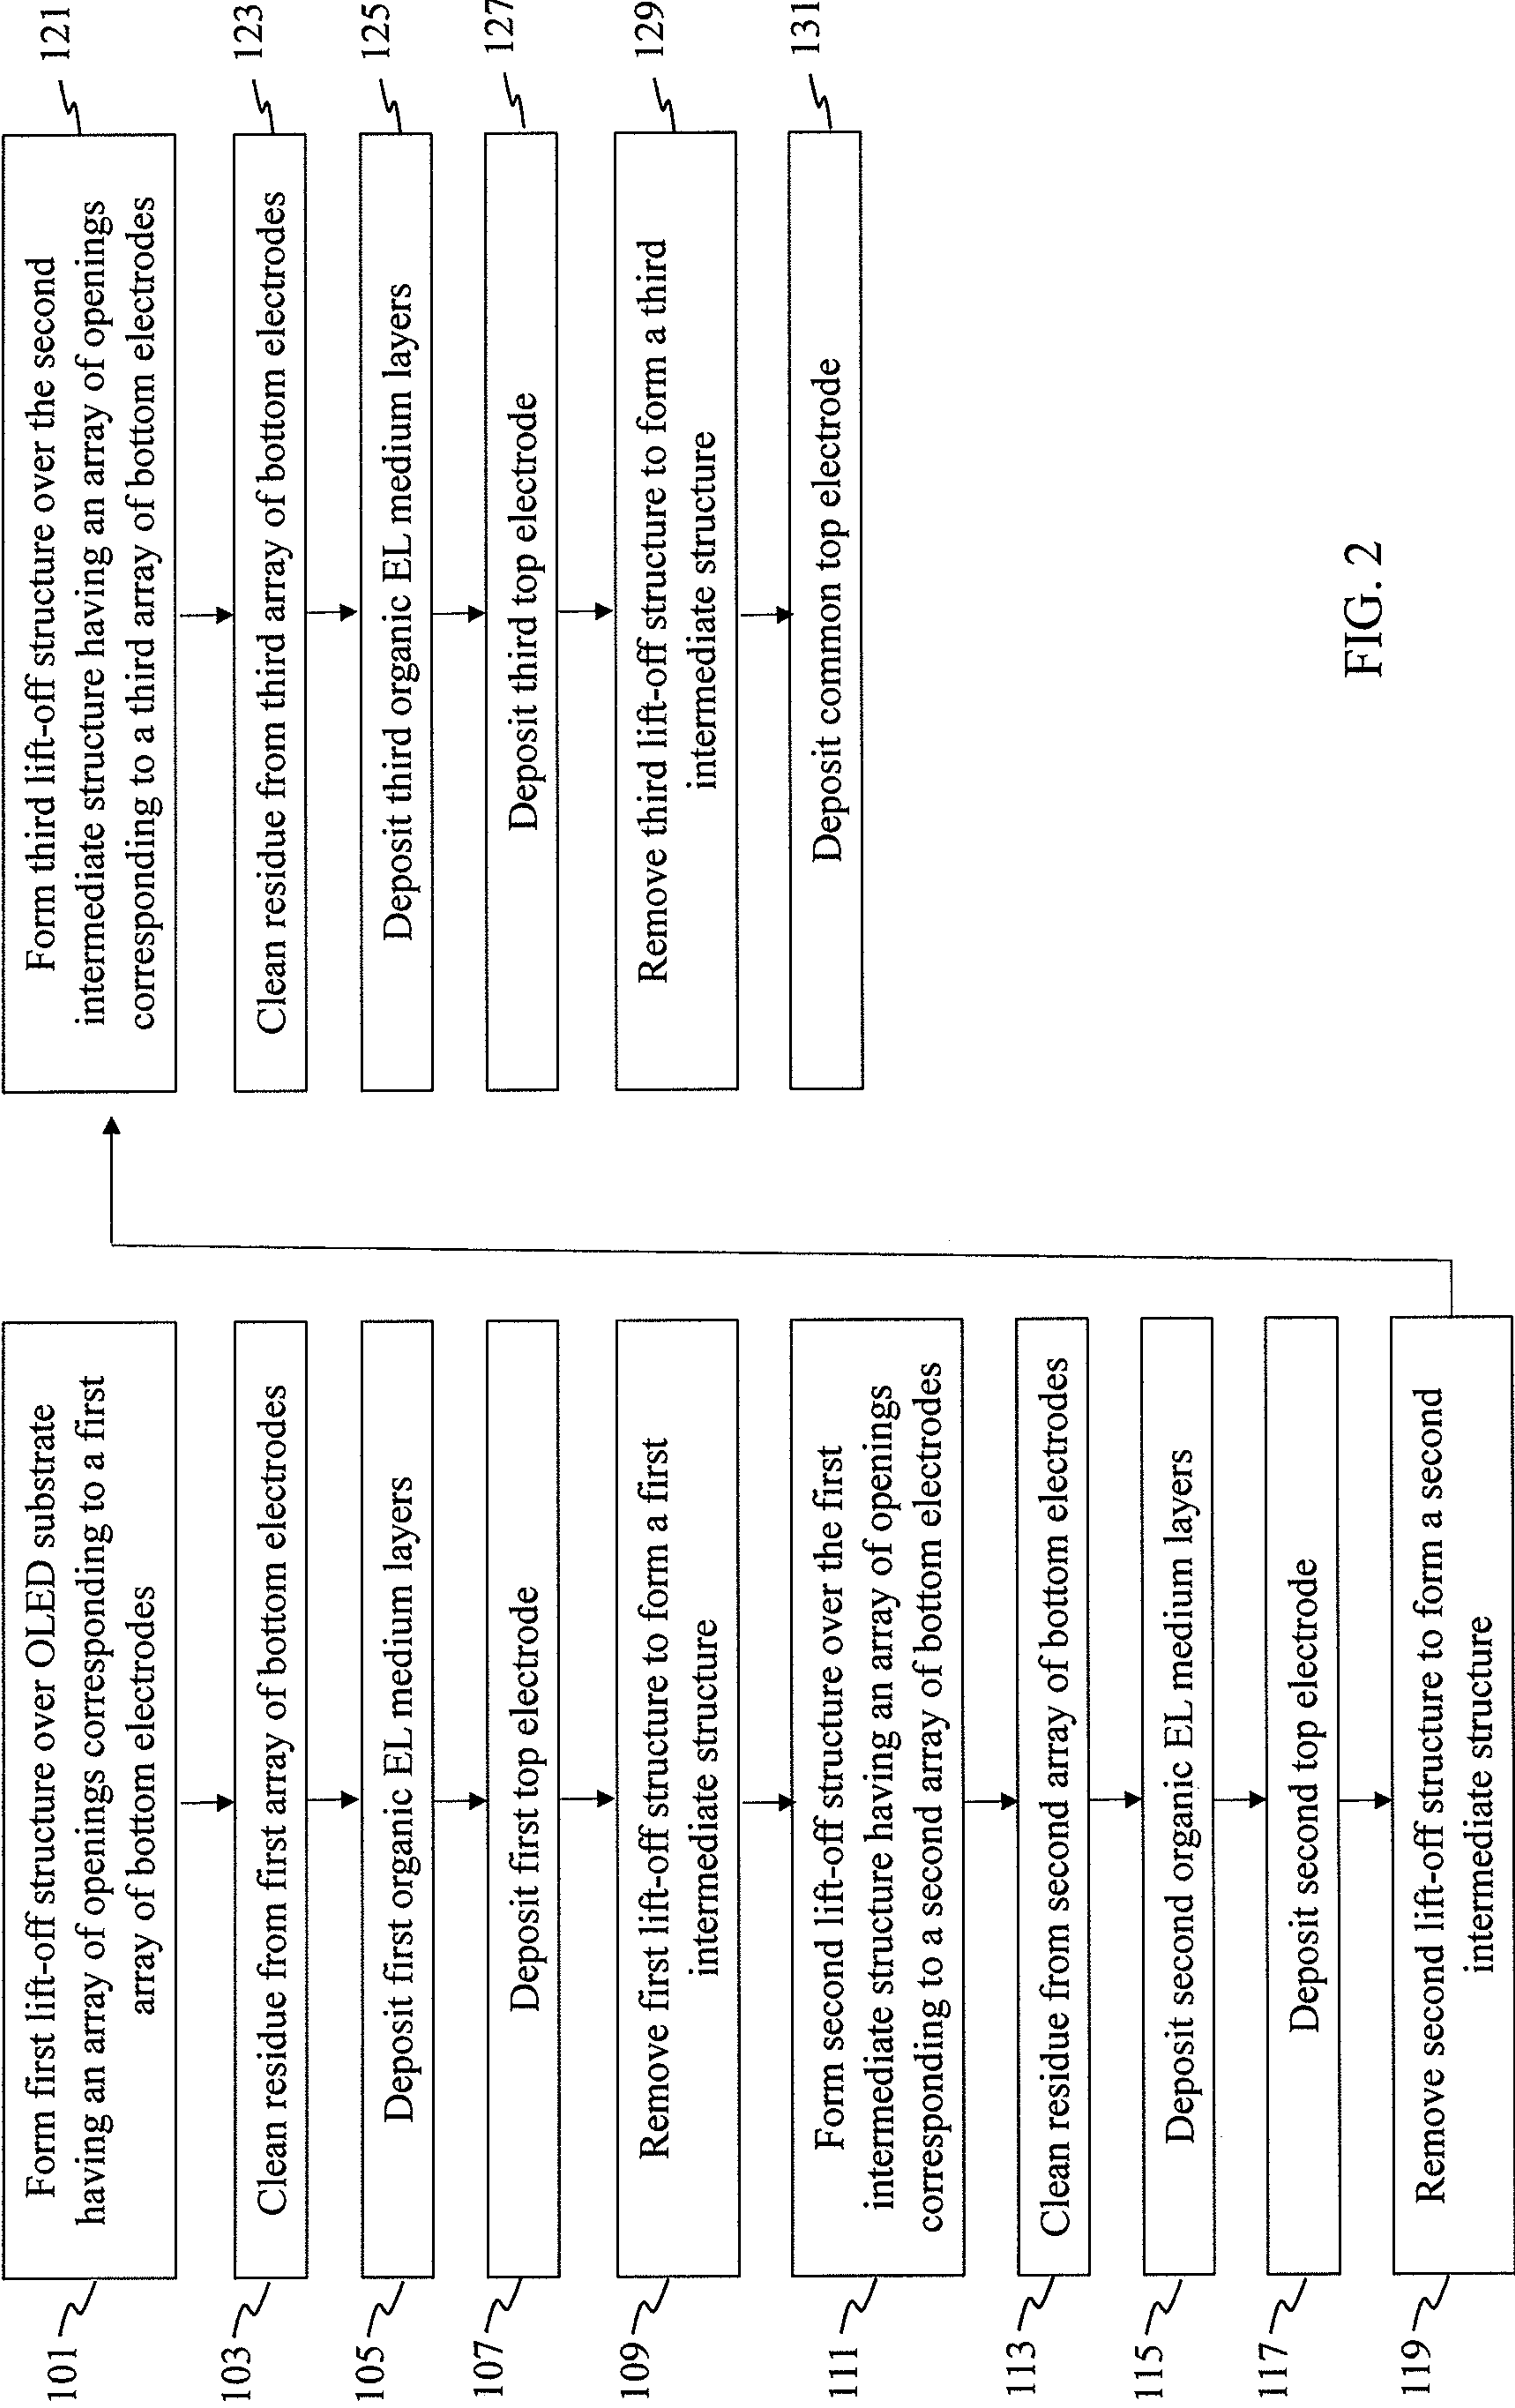 101
Form first lift-off structure over OLED substrate
having an array of openings corresponding to a first
array of bottom electrodes
103
Clean residue from first array of bottom electrodes
105
Deposit first organic EL medium layers
107
Deposit first top electrode
109
Remove first lift-off structure to form a first
intermediate structure
111
Form second lift-off structure over the first
intermediate structure having an array of openings
corresponding to a second array of bottom electrodes
113
Clean residue from second array of bottom electrodes
115
Deposit second organic EL medium layers
117
Deposit second top electrode
119
Remove second lift-off structure to form a second
intermediate structure
121
Form third lift-off structure over the second
intermediate structure having an array of openings
corresponding to a third array of bottom electrodes
123
Clean residue from third array of bottom electrodes
125
Deposit third organic EL medium layers
127
Deposit third top electrode
129
Remove third lift-off structure to form a third
intermediate structure
131
Deposit common top electrode
FIG. 2